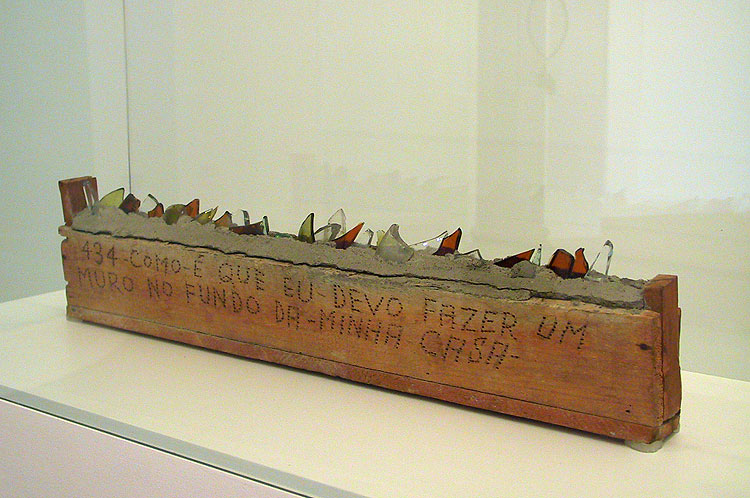 434-COMO-É QUE EU-DEVO FAZER UM
MURO NO FUNDO DA-MINHA CASA-